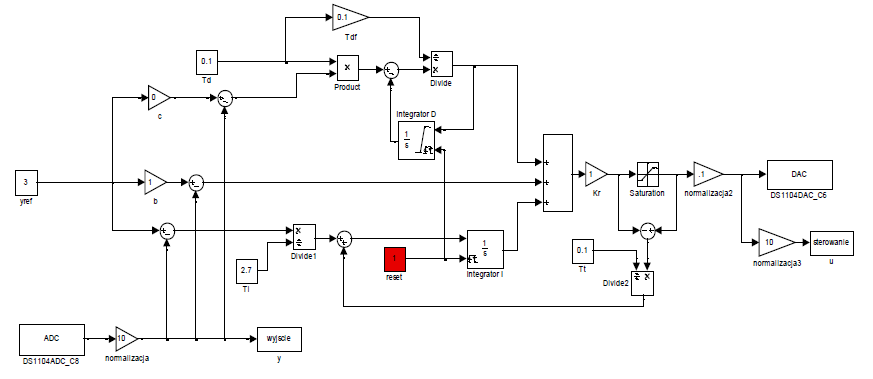 0.1
Tdf
0.1
Td
x
Product
+
-
÷
x
Divide
0
c
+
-
Integrator D
1
s
3
yref
1
b
+
-
+
+
+
1
Kr
Saturation
.1
normalizacja2
DAC
DS1104DAC_C6
+
-
x
÷
Divide1
+
+
1
reset
1
s
Integrator I
-
+
10
normalizacja3
sterowanie
u
2.7
Ti
0.1
Tt
÷
x
Divide2
ADC
DS1104ADC_C8
10
normalizacja
wyjscie
y